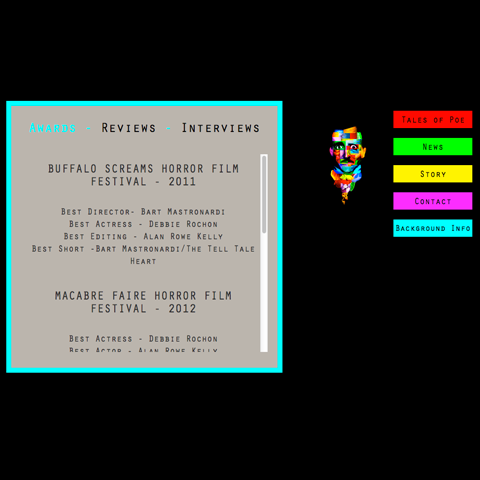 Awards - Reviews - Interviews
BUFFALO SCREAMS HORROR FILM
FESTIVAL - 2011
Best Director- Bart Mastronardi
Best Actress - Debbie Rochon
Best Editing - Alan Rowe Kelly
Best Short -Bart Mastronardi/The Tell Tale
Heart
MACABRE FAIRE HORROR FILM
FESTIVAL - 2012
Best Actress - Debbie Rochon
Best Actor - Alan Rowe Kelly
Tales of Poe
News
Story
Contact
Background Info